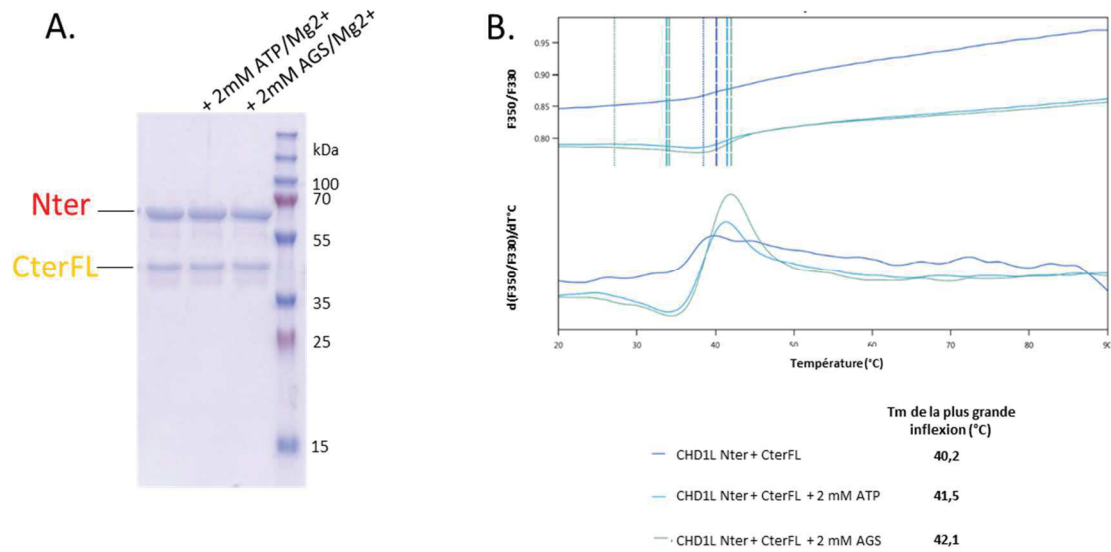 A.
+ 2mM ATP/Mg2+
+ 2mM AGS/Mg2+
kDa
100
70
55
35
25
15
Nter
CterFL
B.
F350/F330
0.95
0.90
0.85
0.80
d(F350/F330)/dT°C
20
30
40
50
60
70
80
90
Température (°C)
Tm de la plus grande
inflexion (°C)
CHD1L Nter + CterFL 40,2
CHD1L Nter + CterFL + 2 mM ATP 41,5
CHD1L Nter + CterFL + 2 mM AGS 42,1